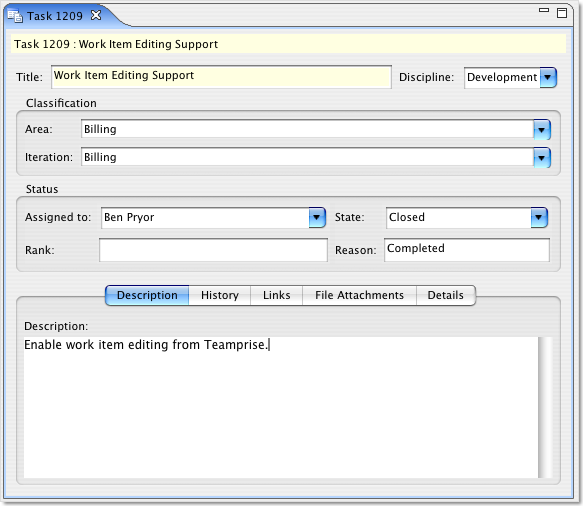 Task 1209
Task 1209 : Work Item Editing Support
Title: Work Item Editing Support Discipline: Development
Classification
Area: Billing
Iteration: Billing
Status
Assigned to: Ben Pryor State: Closed
Rank: Reason: Completed
Description History Links File Attachments Details
Description:
Enable work item editing from Teamprise.